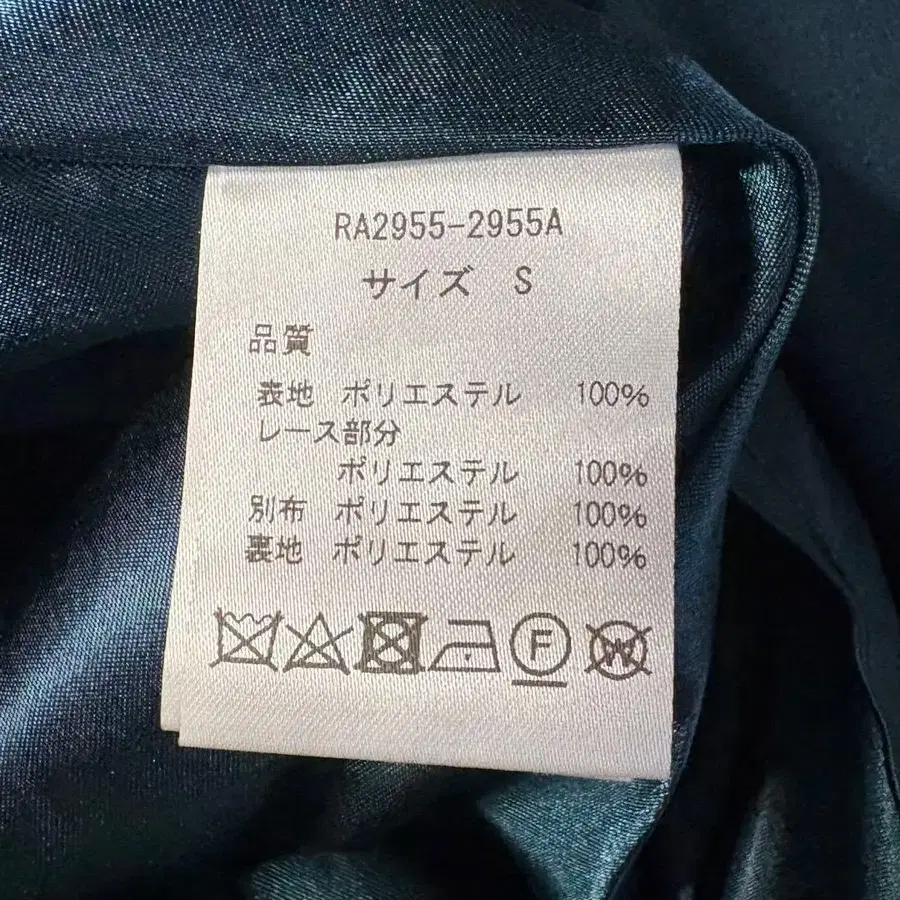 RA2955-2955A
サイズ S
品質
表地 ポリエステル 100%
レース部分
ポリエステル 100%
別布 ポリエステル 100%
裏地 ポリエステル 100%
F W